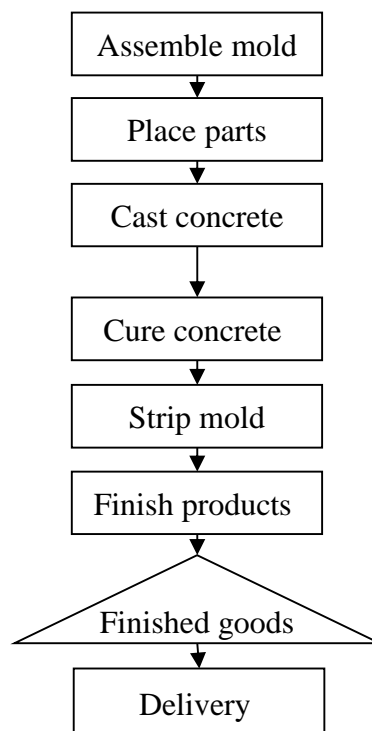 Assemble mold
Place parts
Cast concrete
Cure concrete
Strip mold
Finish products
Finished goods
Delivery